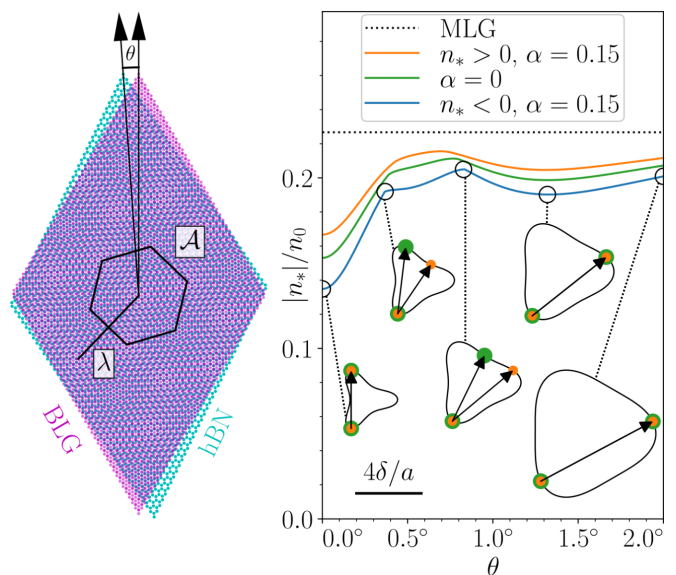 θ
𝒜
λ
BLG
hBN
MLG
n* > 0, α = 0.15
α = 0
n* < 0, α = 0.15
|n*|/n0
0.2
0.1
0.0
4δ/a
0.0° 0.5° 1.0° 1.5° 2.0°
θ